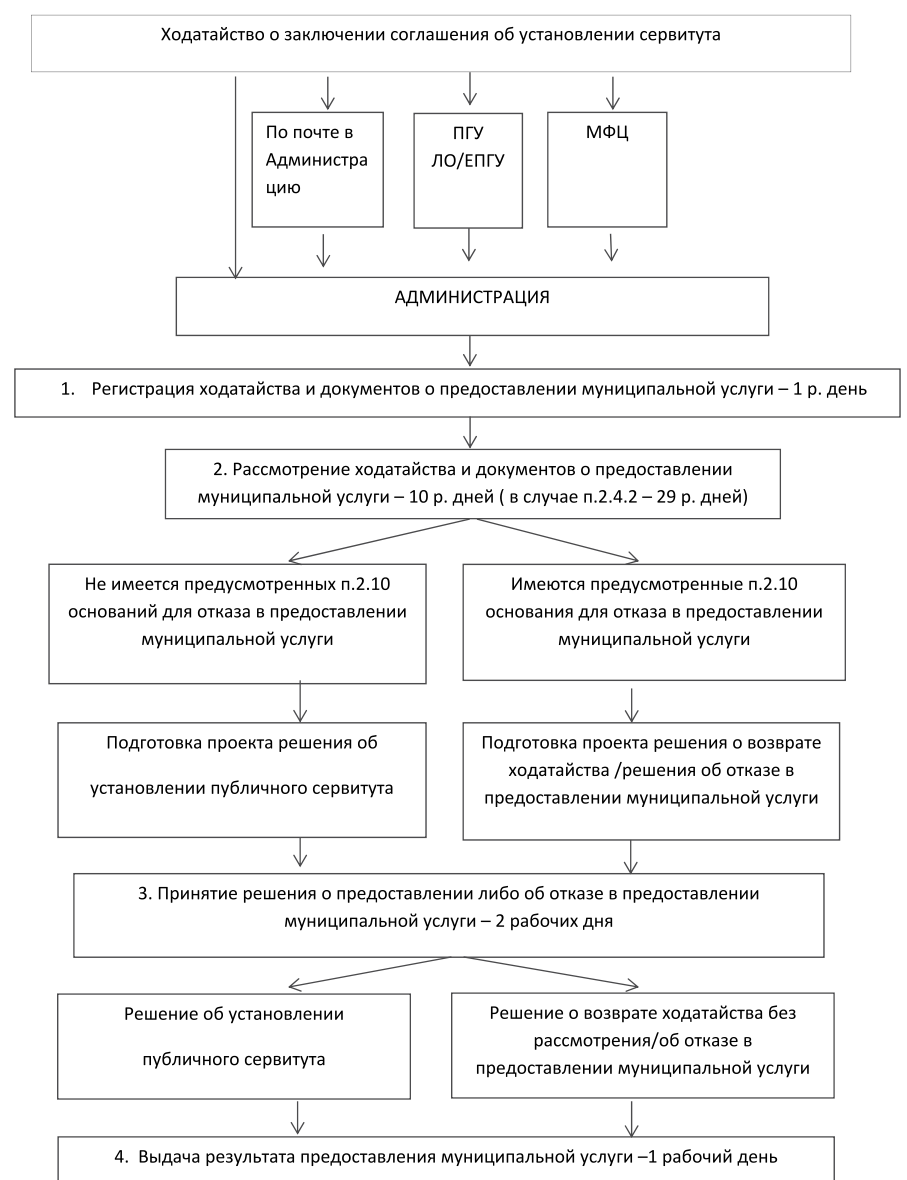 Ходатайство о заключении соглашения об установлении сервитута
По почте в
Администра
цию
ПГУ
ЛО/ЕПГУ
МФЦ
АДМИНИСТРАЦИЯ
1. Регистрация ходатайства и документов о предоставлении муниципальной услуги – 1 р. день
2. Рассмотрение ходатайства и документов о предоставлении
муниципальной услуги – 10 р. дней ( в случае п.2.4.2 – 29 р. дней)
Не имеется предусмотренных п.2.10
оснований для отказа в предоставлении
муниципальной услуги
Имеются предусмотренные п.2.10
основания для отказа в предоставлении
муниципальной услуги
Подготовка проекта решения об
установлении публичного сервитута
Подготовка проекта решения о возврате
ходатайства /решения об отказе в
предоставлении муниципальной услуги
3. Принятие решения о предоставлении либо об отказе в предоставлении
муниципальной услуги – 2 рабочих дня
Решение об установлении
публичного сервитута
Решение о возврате ходатайства без
рассмотрения/об отказе в
предоставлении муниципальной услуги
4. Выдача результата предоставления муниципальной услуги –1 рабочий день